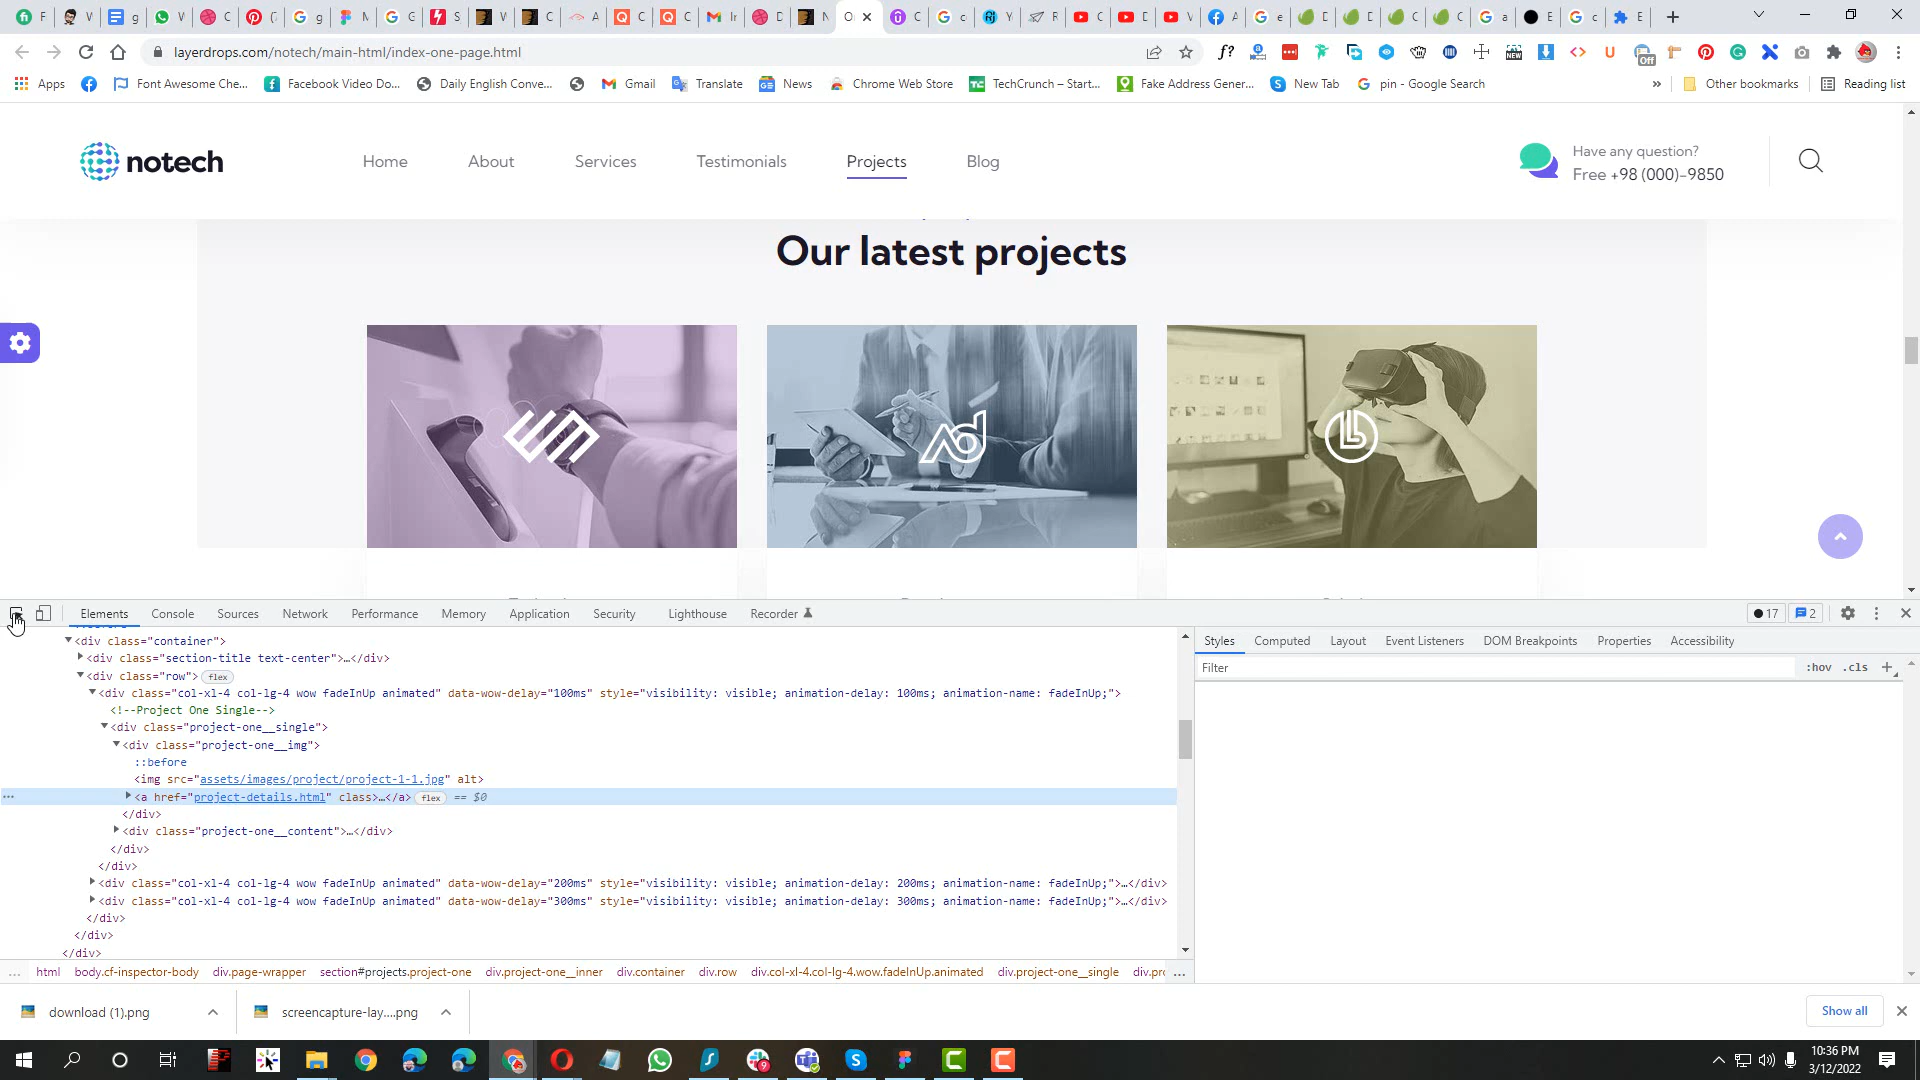 F W g W C ( g M G S W C A C C In D N O C c Y F C D V A e D D C C a E c E
layerdrops.com/notech/main-html/index-one-page.html
Apps Font Awesome Che... Facebook Video Do... Daily English Conve... Gmail Translate News Chrome Web Store TechCrunch – Start... Fake Address Gener... New Tab pin - Google Search » Other bookmarks Reading list
notech Home About Services Testimonials Projects Blog
Have any question?
Free +98 (000)-9850
Our latest projects
Elements Console Sources Network Performance Memory Application Security Lighthouse Recorder 17 2
<div class="container">
<div class="section-title text-center">…</div>
<div class="row"> flex
<div class="col-xl-4 col-lg-4 wow fadeInUp animated" data-wow-delay="100ms" style="visibility: visible; animation-delay: 100ms; animation-name: fadeInUp;">
<!--Project One Single-->
<div class="project-one__single">
<div class="project-one__img">
::before
<img src="assets/images/project/project-1-1.jpg" alt>
<a href="project-details.html" class>…</a> flex == $0
</div>
<div class="project-one__content">…</div>
</div>
</div>
<div class="col-xl-4 col-lg-4 wow fadeInUp animated" data-wow-delay="200ms" style="visibility: visible; animation-delay: 200ms; animation-name: fadeInUp;">…</div>
<div class="col-xl-4 col-lg-4 wow fadeInUp animated" data-wow-delay="300ms" style="visibility: visible; animation-delay: 300ms; animation-name: fadeInUp;">…</div>
</div>
</div>
</div>
... html body.cf-inspector-body div.page-wrapper section#projects.project-one div.project-one__inner div.container div.row div.col-xl-4.col-lg-4.wow.fadeInUp.animated div.project-one__single div.pro ...
Styles Computed Layout Event Listeners DOM Breakpoints Properties Accessibility
Filter :hov .cls +
download (1).png screencapture-lay....png Show all
10:36 PM
3/12/2022